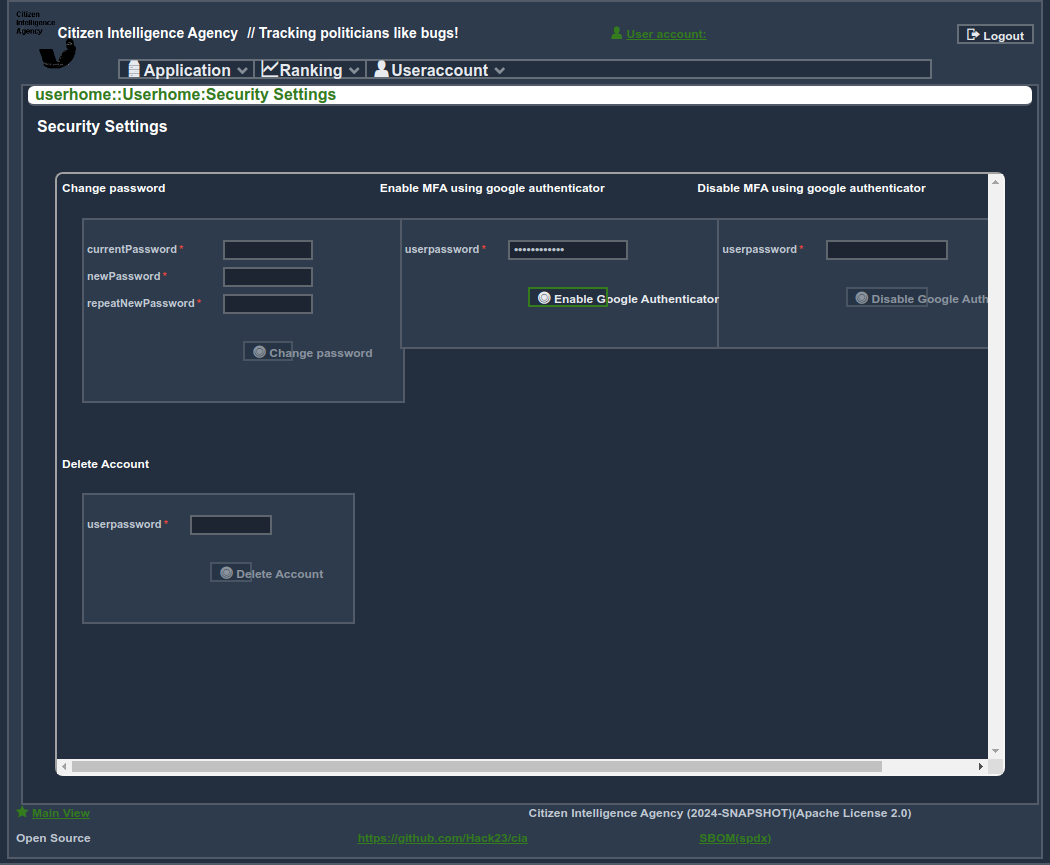 Citizen
Intelligence
Agency
Citizen Intelligence Agency // Tracking politicians like bugs!
User account:
Logout
Application
Ranking
Useraccount
userhome::Userhome:Security Settings
Security Settings
Change password
Enable MFA using google authenticator
Disable MFA using google authenticator
currentPassword *
newPassword *
repeatNewPassword *
Change password
userpassword *
••••••••••••
Enable Google Authenticator
userpassword *
Disable Google Auth
Delete Account
userpassword *
Delete Account
Main View
Citizen Intelligence Agency (2024-SNAPSHOT)(Apache License 2.0)
Open Source
https://github.com/Hack23/cia
SBOM(spdx)